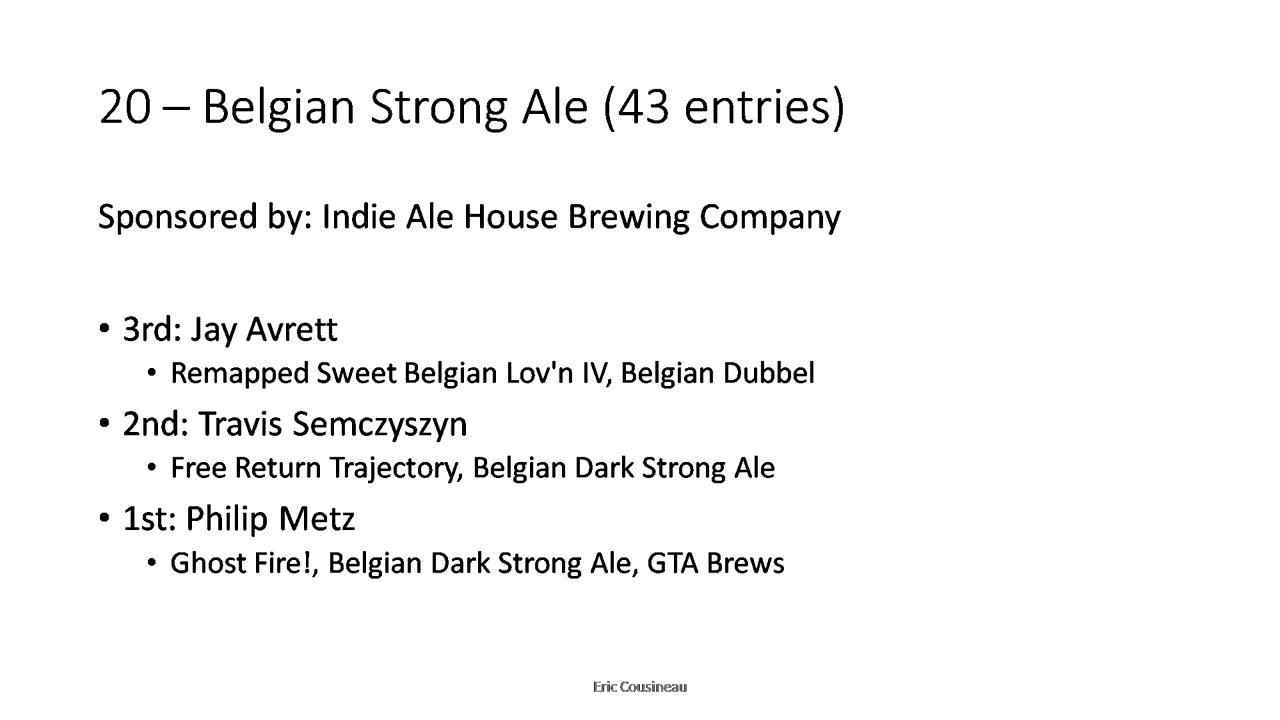 20 – Belgian Strong Ale (43 entries)
Sponsored by: Indie Ale House Brewing Company
• 3rd: Jay Avrett
• Remapped Sweet Belgian Lov'n IV, Belgian Dubbel
• 2nd: Travis Semczyszyn
• Free Return Trajectory, Belgian Dark Strong Ale
• 1st: Philip Metz
• Ghost Fire!, Belgian Dark Strong Ale, GTA Brews
Eric Cousineau